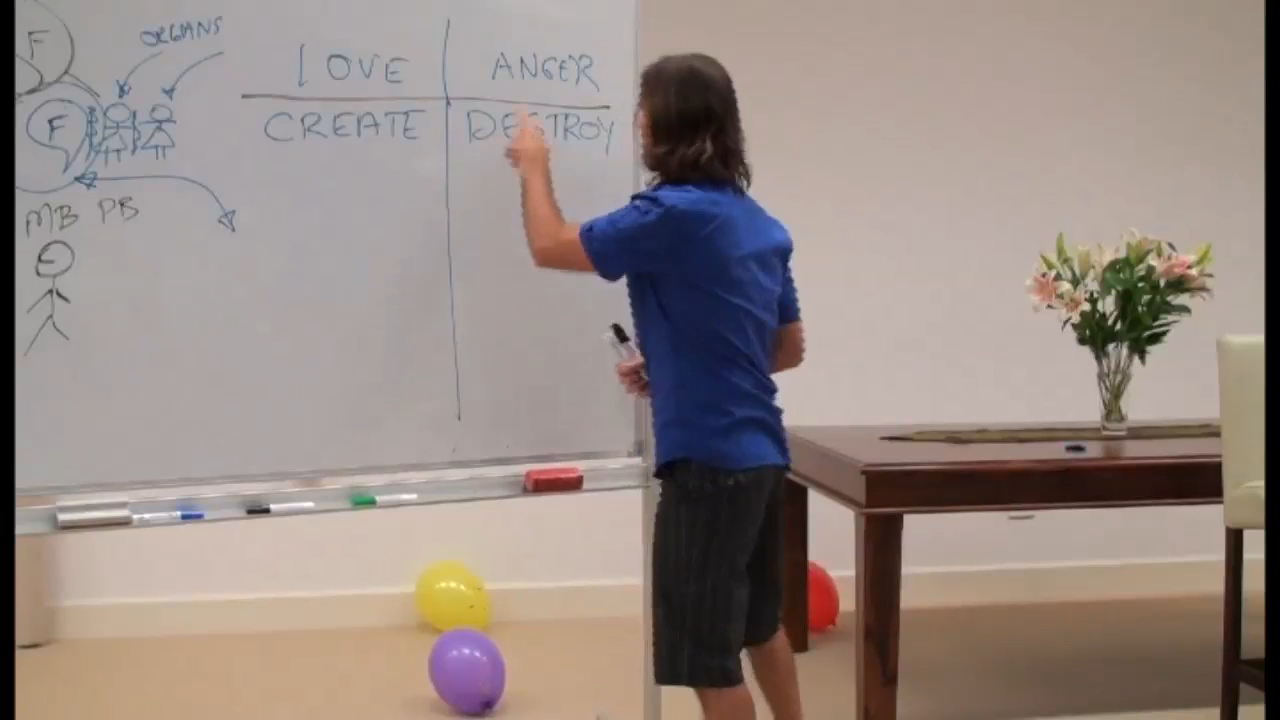 F
ORGANS
LOVE ANGER
CREATE DESTROY
F
MB PB